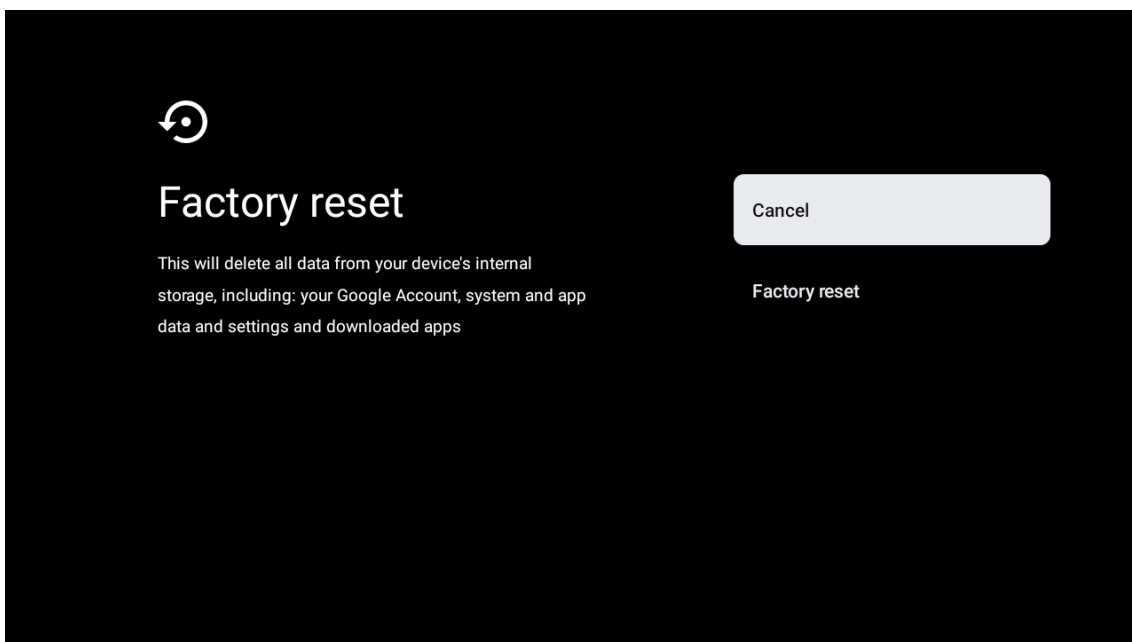 Factory reset
This will delete all data from your device's internal
storage, including: your Google Account, system and app
data and settings and downloaded apps
Cancel
Factory reset